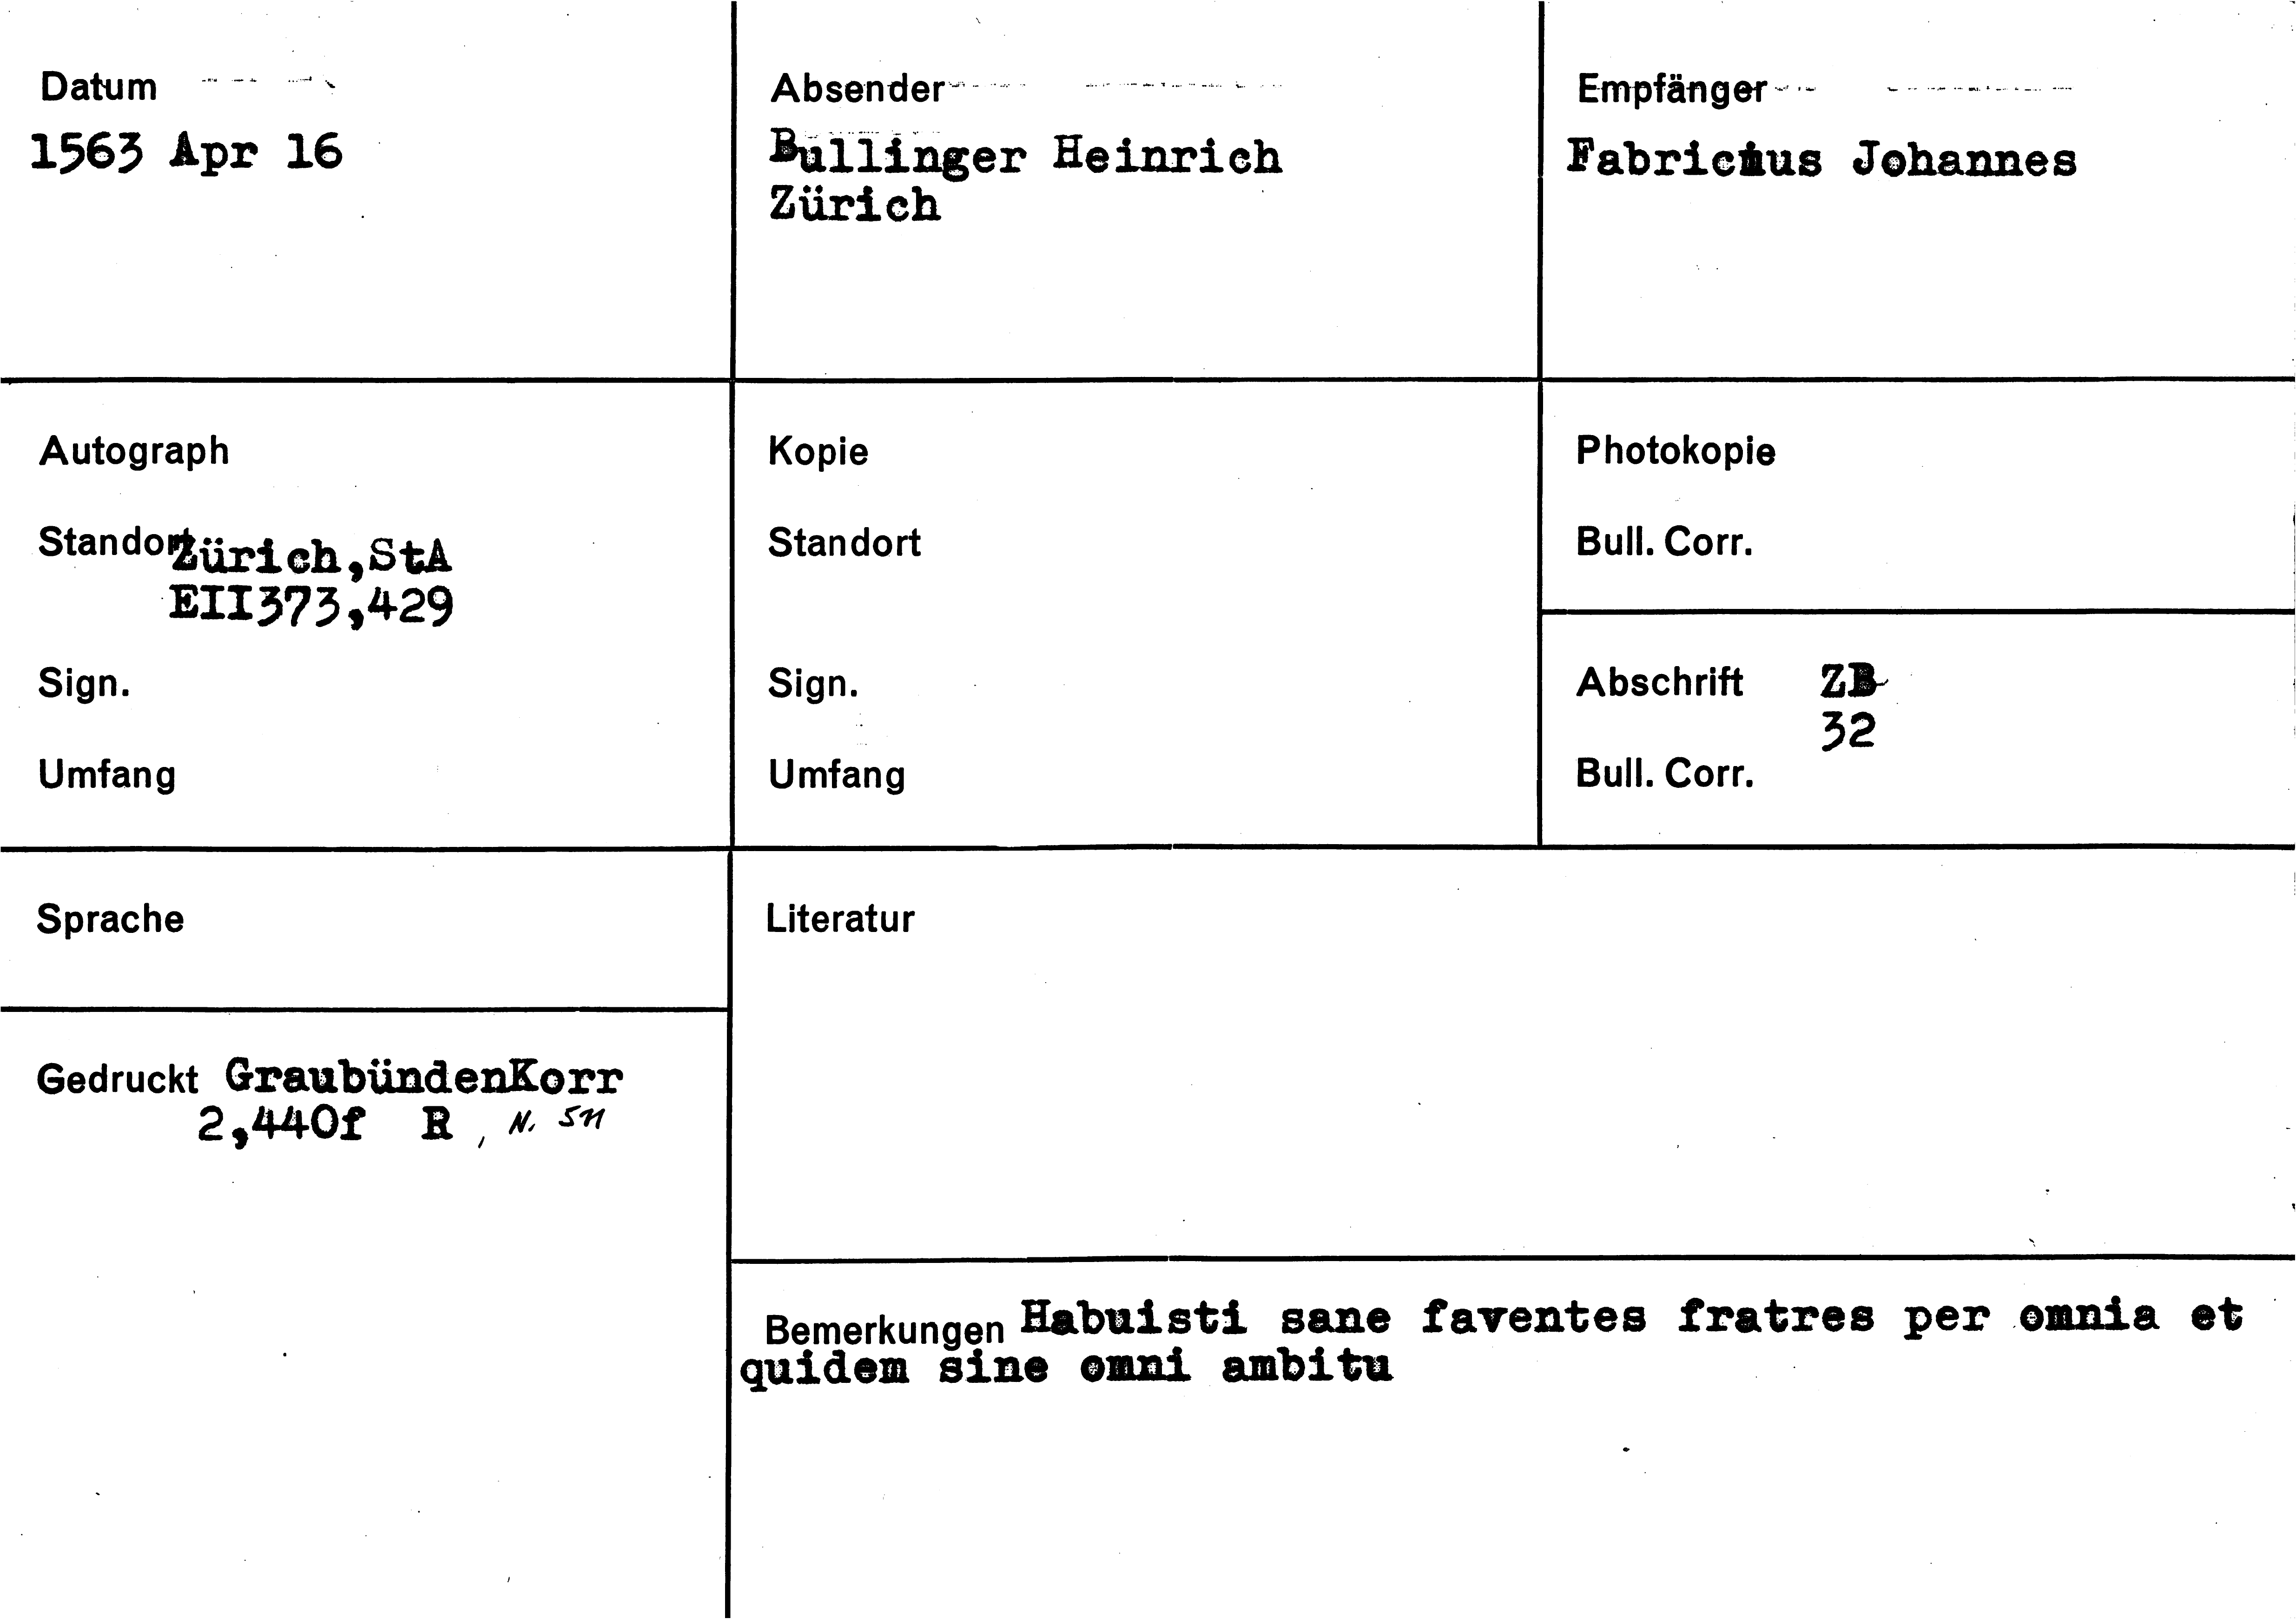 Datum
1563 Apr 16
Absender
Bullinger Heinrich
Zürich
Empfänger
Fabricius Johannes
Autograph
Standort Zürich,StA
EII373,429
Sign.
Umfang
Kopie
Standort
Sign.
Umfang
Photokopie
Bull. Corr.
Abschrift ZB
32
Bull. Corr.
Sprache
Literatur
Gedruckt GraubündenKorr
2,440f R , N.
Bemerkungen Habuisti sane faventes fratres per omnia et
quidem sine omni ambitu